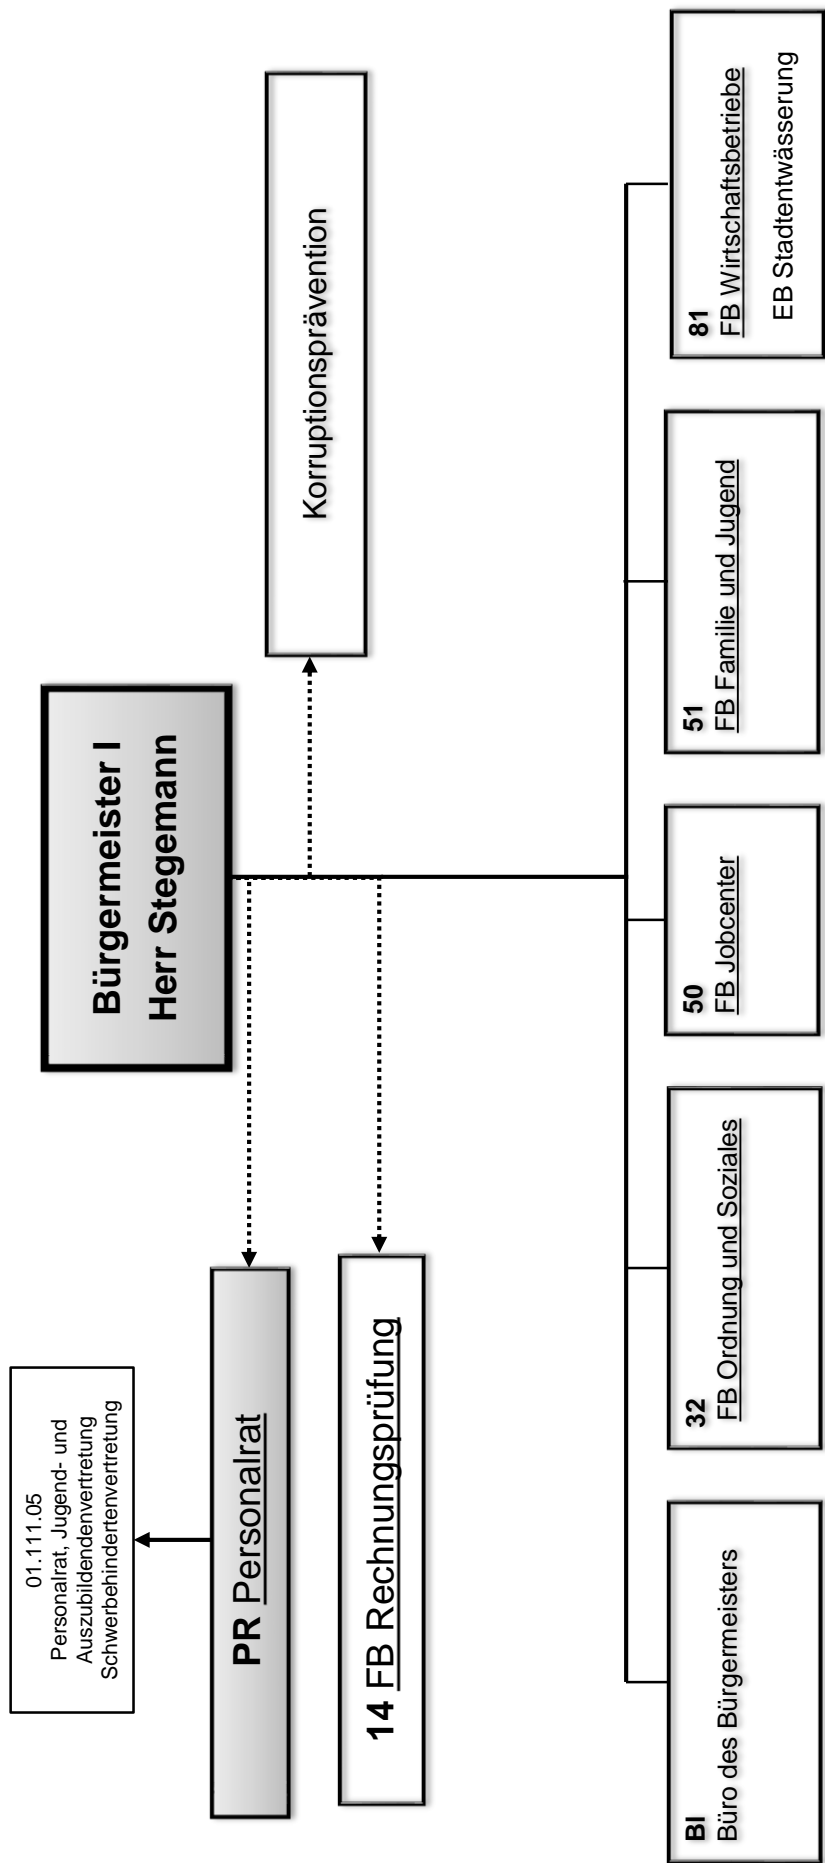 Bürgermeister I
Herr Stegemann
01.111.05
Personalrat, Jugend- und
Auszubildendenvertretung
Schwerbehindertenvertretung
PR Personalrat
14 FB Rechnungsprüfung
Korruptionsprävention
BI
Büro des Bürgermeisters
32
FB Ordnung und Soziales
50
FB Jobcenter
51
FB Familie und Jugend
81
FB Wirtschaftsbetriebe
EB Stadtentwässerung